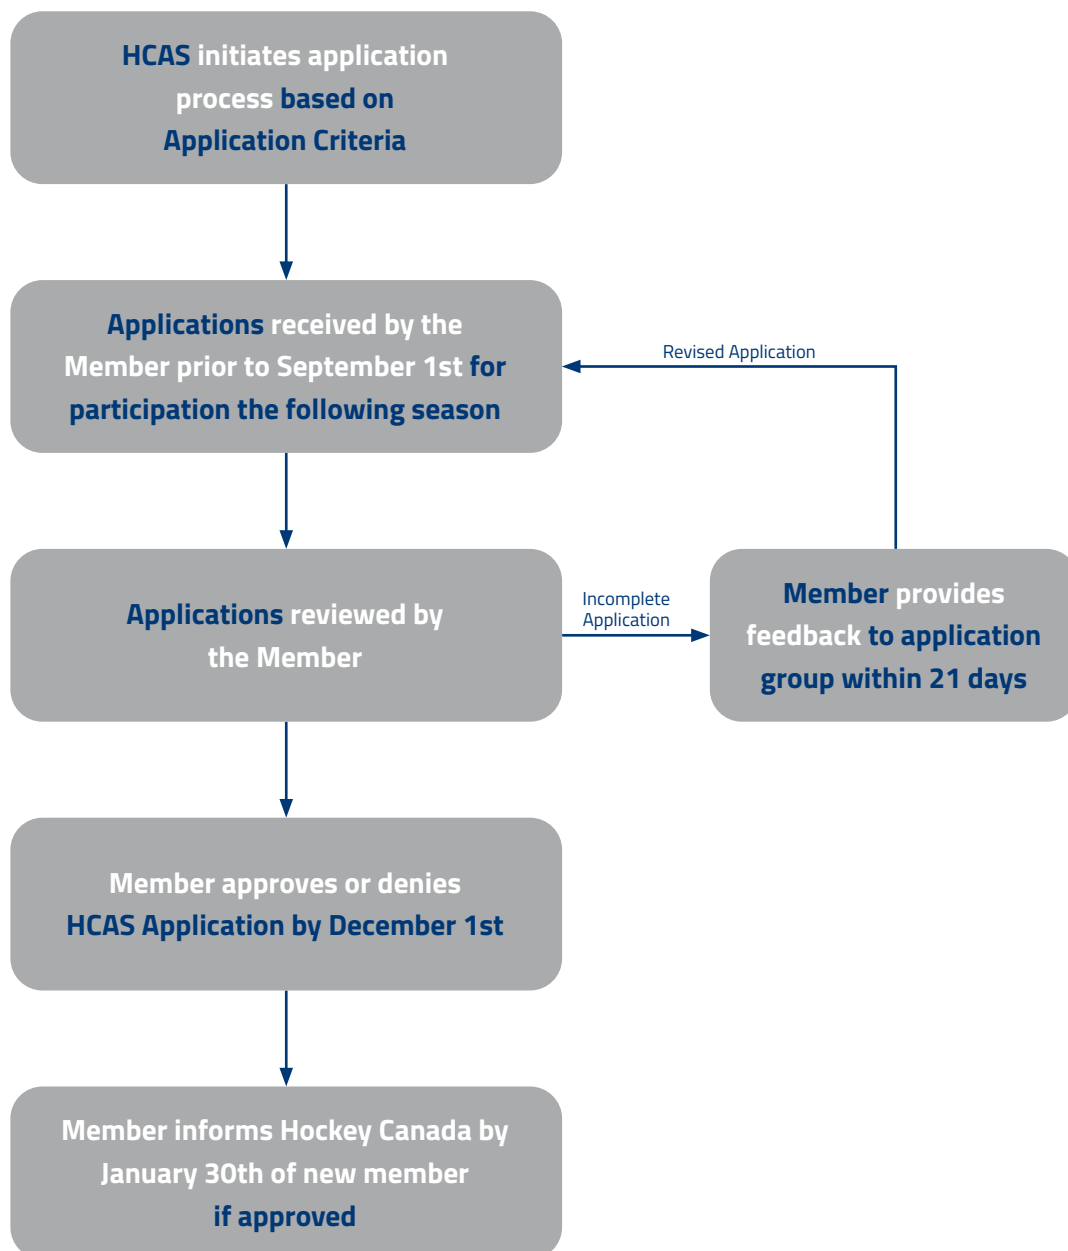 HCAS initiates application
process based on
Application Criteria
Applications received by the
Member prior to September 1st for
participation the following season
Revised Application
Applications reviewed by
the Member
Incomplete
Application
Member provides
feedback to application
group within 21 days
Member approves or denies
HCAS Application by December 1st
Member informs Hockey Canada by
January 30th of new member
if approved